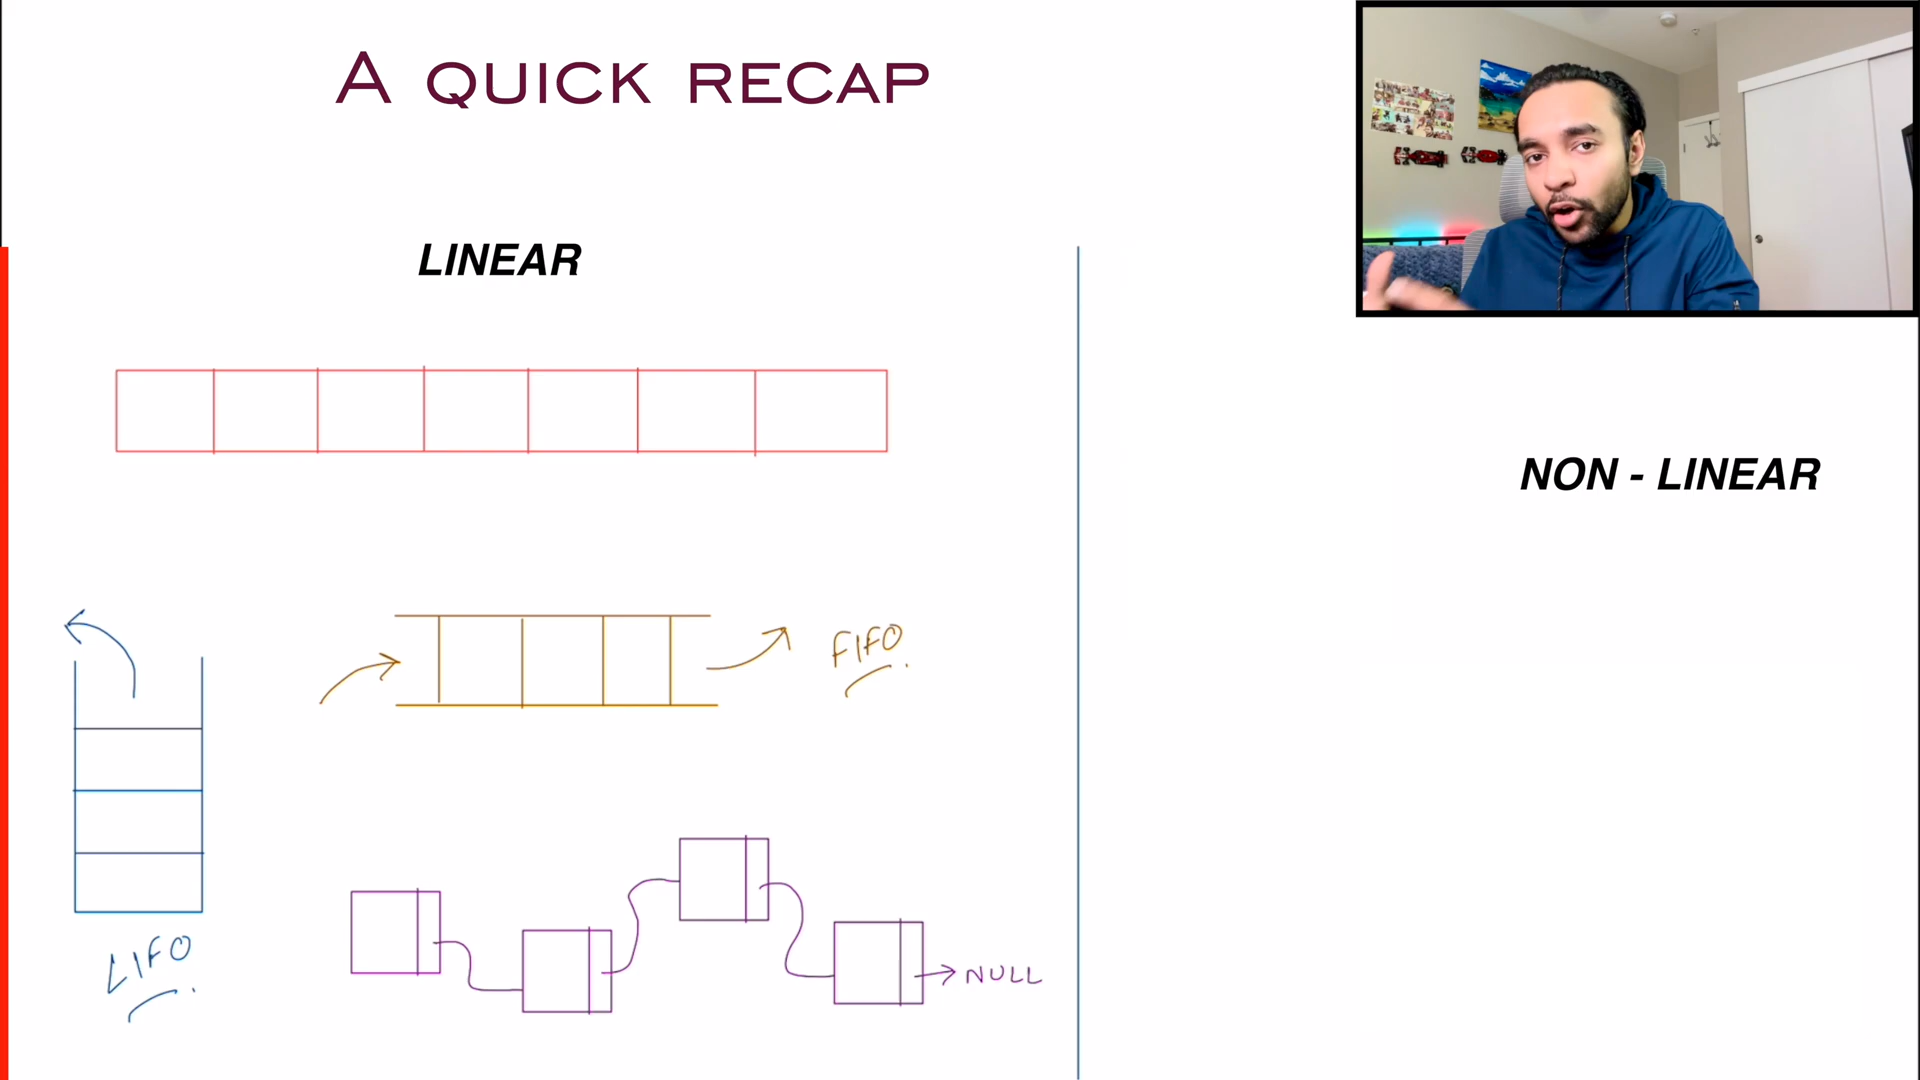 A QUICK RECAP
LINEAR
NON - LINEAR
FIFO
LIFO
NULL